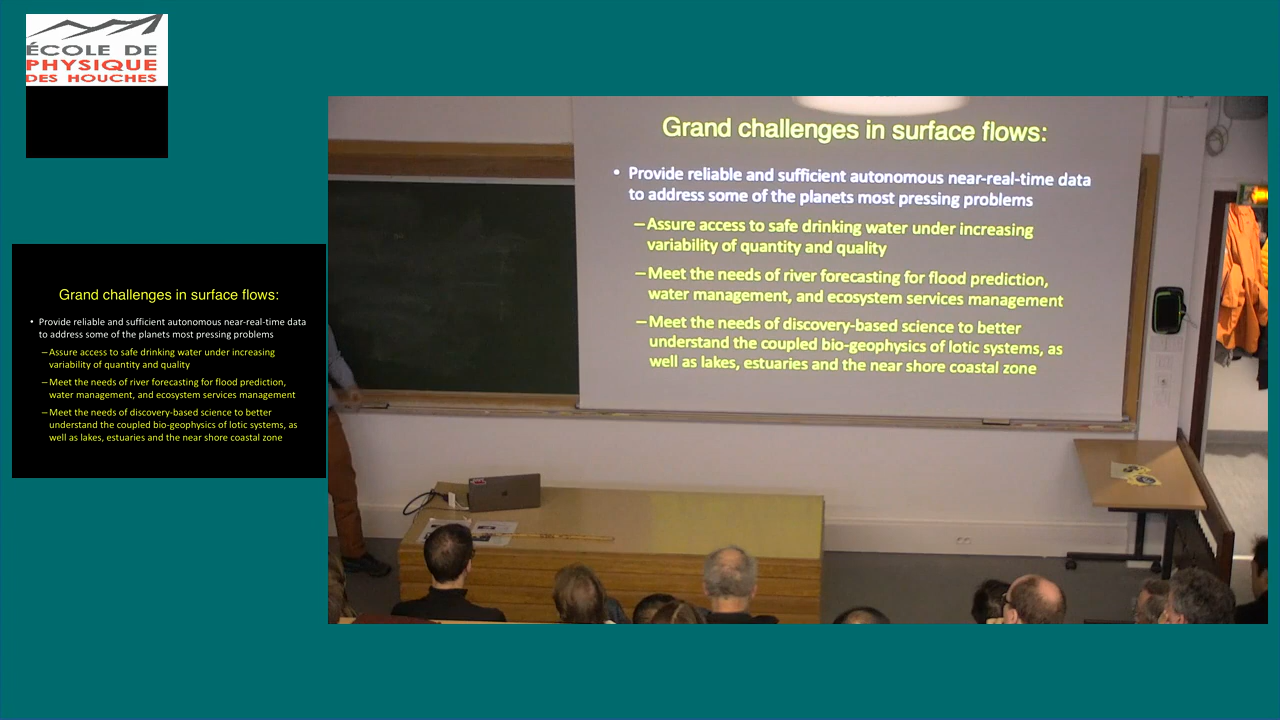 ÉCOLE DE
PHYSIQUE
DES HOUCHES
Grand challenges in surface flows:
• Provide reliable and sufficient autonomous near-real-time data
to address some of the planets most pressing problems
–Assure access to safe drinking water under increasing
variability of quantity and quality
–Meet the needs of river forecasting for flood prediction,
water management, and ecosystem services management
–Meet the needs of discovery-based science to better
understand the coupled bio-geophysics of lotic systems, as
well as lakes, estuaries and the near shore coastal zone
Grand challenges in surface flows:
• Provide reliable and sufficient autonomous near-real-time data
to address some of the planets most pressing problems
–Assure access to safe drinking water under increasing
variability of quantity and quality
–Meet the needs of river forecasting for flood prediction,
water management, and ecosystem services management
–Meet the needs of discovery-based science to better
understand the coupled bio-geophysics of lotic systems, as
well as lakes, estuaries and the near shore coastal zone